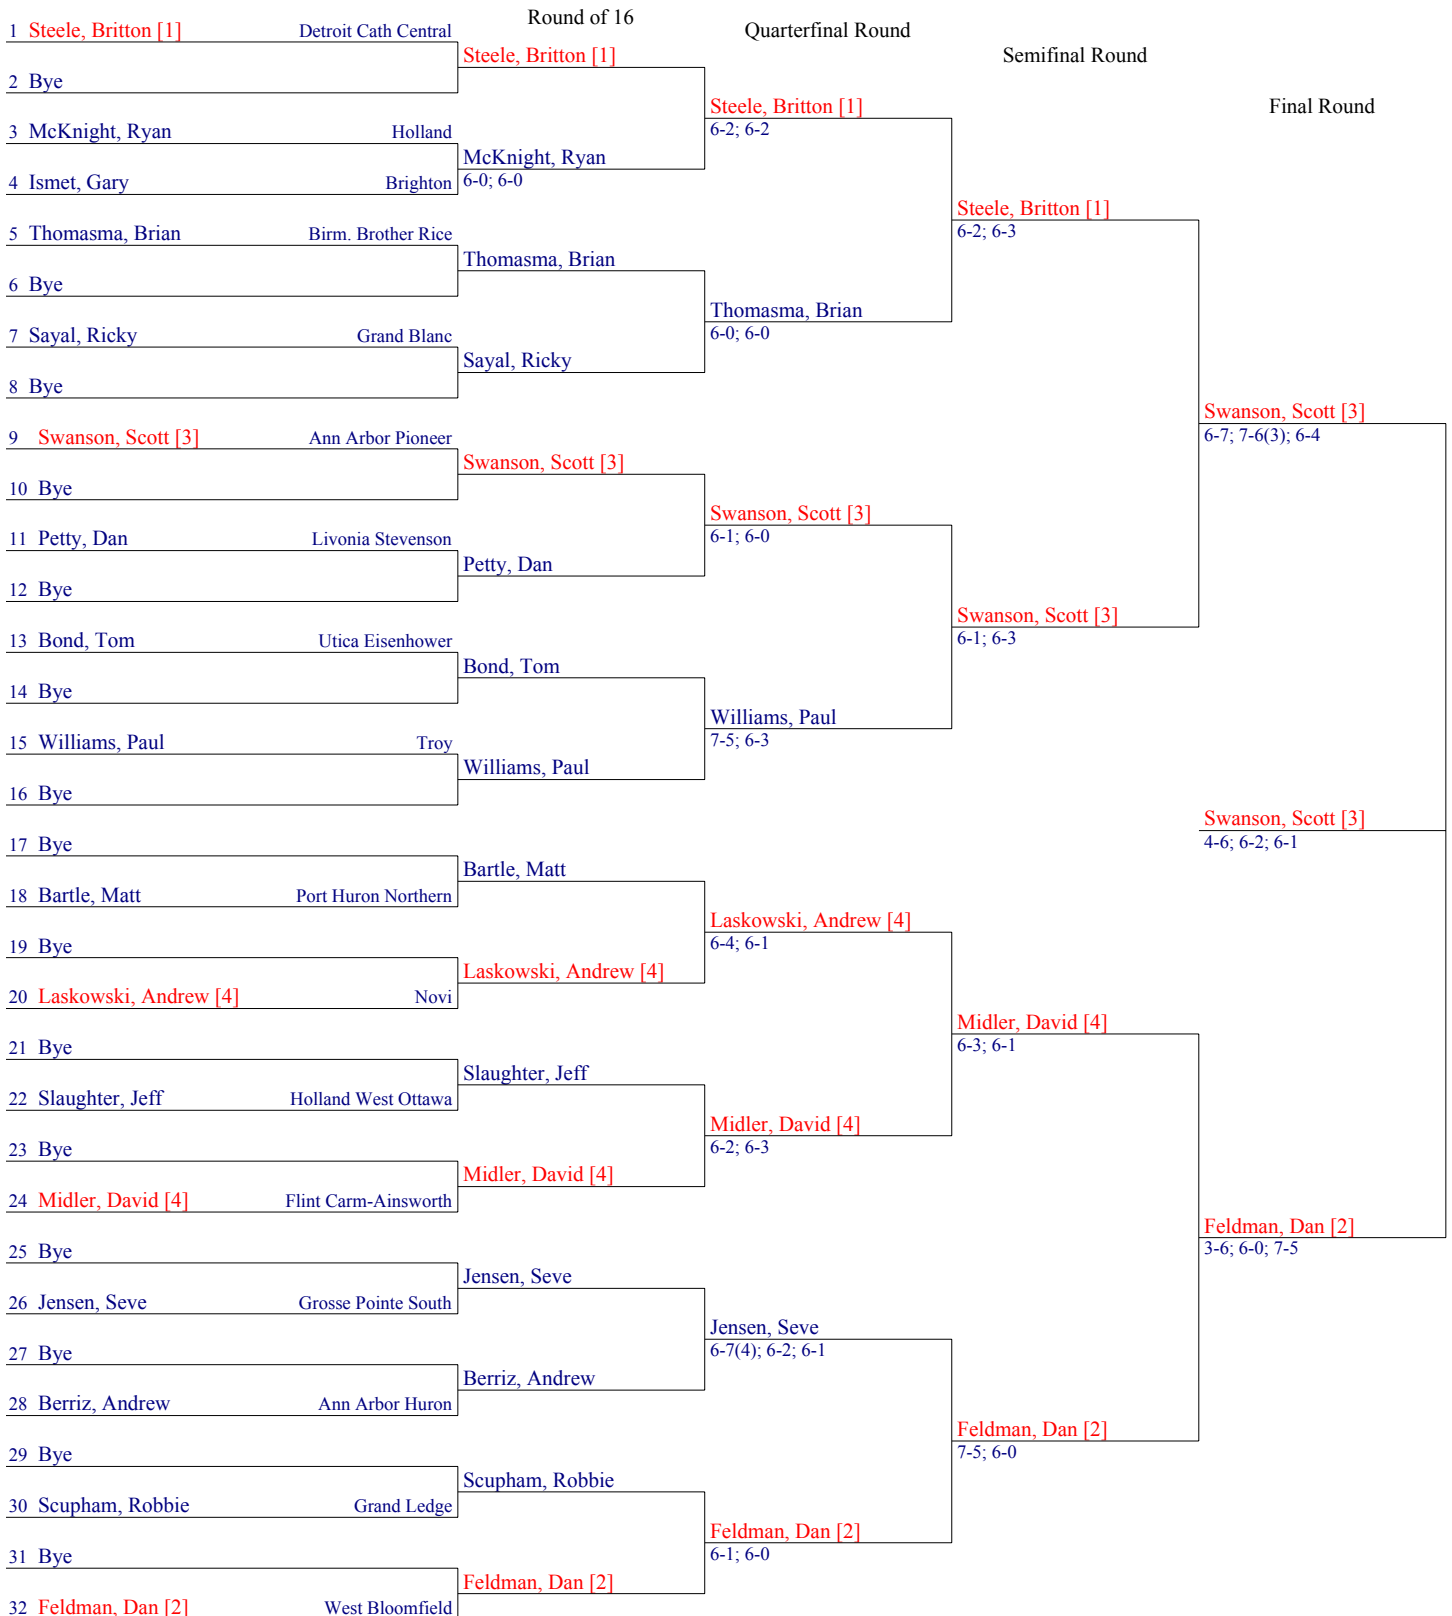 Round of 16
Quarterfinal Round
Semifinal Round
Final Round
1 Steele, Britton [1] Detroit Cath Central
2 Bye
3 McKnight, Ryan Holland
4 Ismet, Gary Brighton
5 Thomasma, Brian Birm. Brother Rice
6 Bye
7 Sayal, Ricky Grand Blanc
8 Bye
9 Swanson, Scott [3] Ann Arbor Pioneer
10 Bye
11 Petty, Dan Livonia Stevenson
12 Bye
13 Bond, Tom Utica Eisenhower
14 Bye
15 Williams, Paul Troy
16 Bye
17 Bye
18 Bartle, Matt Port Huron Northern
19 Bye
20 Laskowski, Andrew [4] Novi
21 Bye
22 Slaughter, Jeff Holland West Ottawa
23 Bye
24 Midler, David [4] Flint Carm-Ainsworth
25 Bye
26 Jensen, Seve Grosse Pointe South
27 Bye
28 Berriz, Andrew Ann Arbor Huron
29 Bye
30 Scupham, Robbie Grand Ledge
31 Bye
32 Feldman, Dan [2] West Bloomfield
Steele, Britton [1]
McKnight, Ryan
6-0; 6-0
Thomasma, Brian
Sayal, Ricky
Swanson, Scott [3]
Petty, Dan
Bond, Tom
Williams, Paul
Bartle, Matt
Laskowski, Andrew [4]
Slaughter, Jeff
Midler, David [4]
Jensen, Seve
Berriz, Andrew
Scupham, Robbie
Feldman, Dan [2]
Steele, Britton [1]
6-2; 6-2
Thomasma, Brian
6-0; 6-0
Swanson, Scott [3]
6-1; 6-0
Williams, Paul
7-5; 6-3
Laskowski, Andrew [4]
6-4; 6-1
Midler, David [4]
6-2; 6-3
Jensen, Seve
6-7(4); 6-2; 6-1
Feldman, Dan [2]
6-1; 6-0
Steele, Britton [1]
6-2; 6-3
Swanson, Scott [3]
6-1; 6-3
Midler, David [4]
6-3; 6-1
Feldman, Dan [2]
7-5; 6-0
Swanson, Scott [3]
6-7; 7-6(3); 6-4
Feldman, Dan [2]
3-6; 6-0; 7-5
Swanson, Scott [3]
4-6; 6-2; 6-1